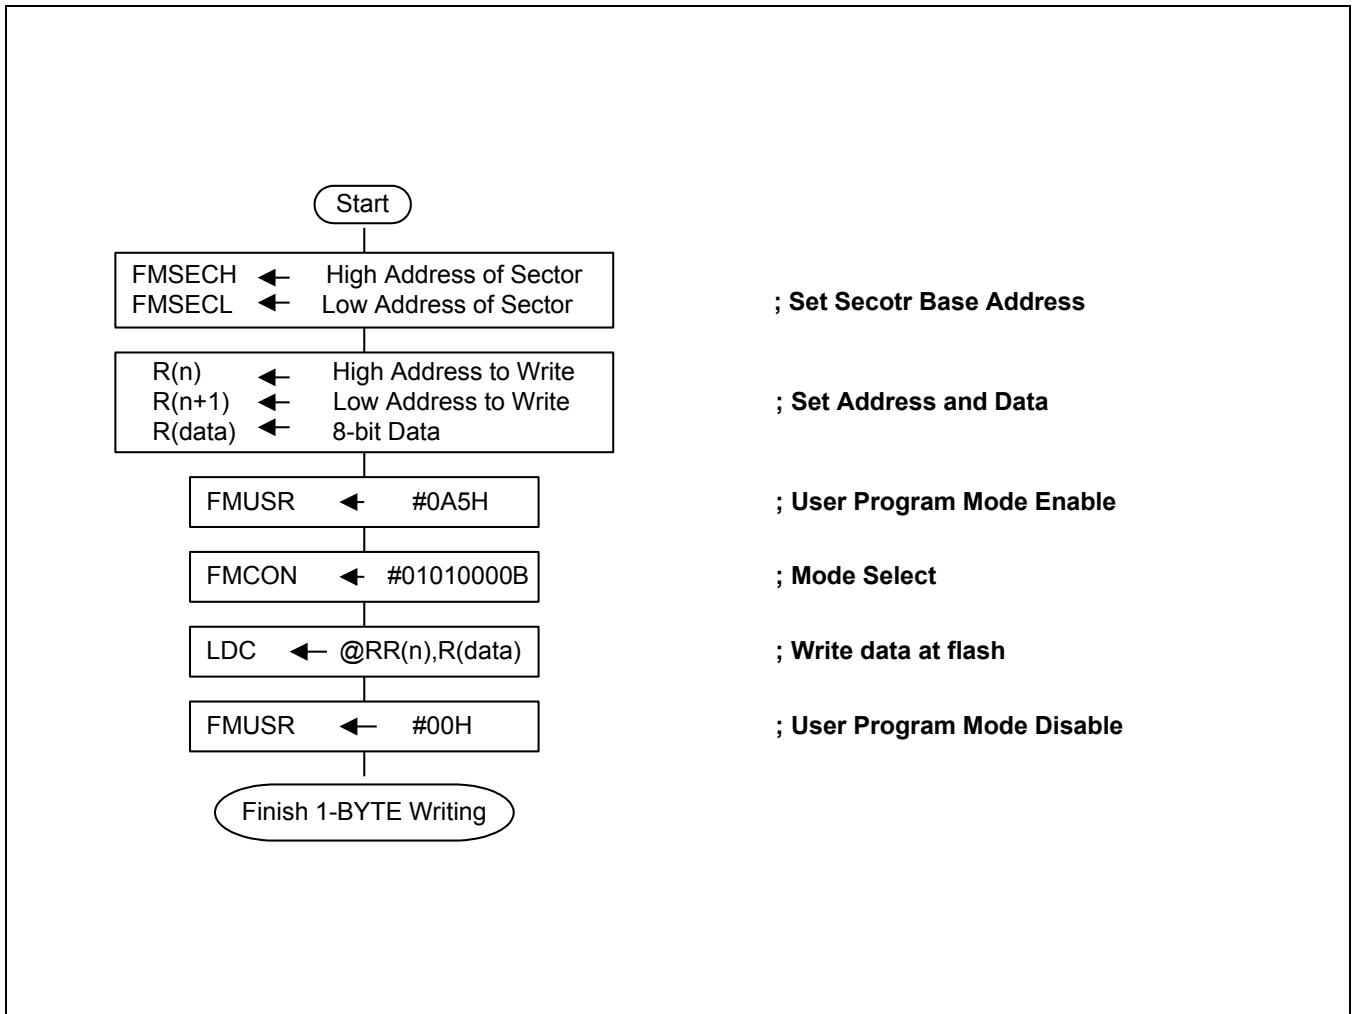 Start
FMSECH ← High Address of Sector
FMSECL ← Low Address of Sector
; Set Secotr Base Address
R(n) ← High Address to Write
R(n+1) ← Low Address to Write
R(data) ← 8-bit Data
; Set Address and Data
FMUSR ← #0A5H
; User Program Mode Enable
FMCON ← #01010000B
; Mode Select
LDC ← @RR(n),R(data)
; Write data at flash
FMUSR ← #00H
; User Program Mode Disable
Finish 1-BYTE Writing